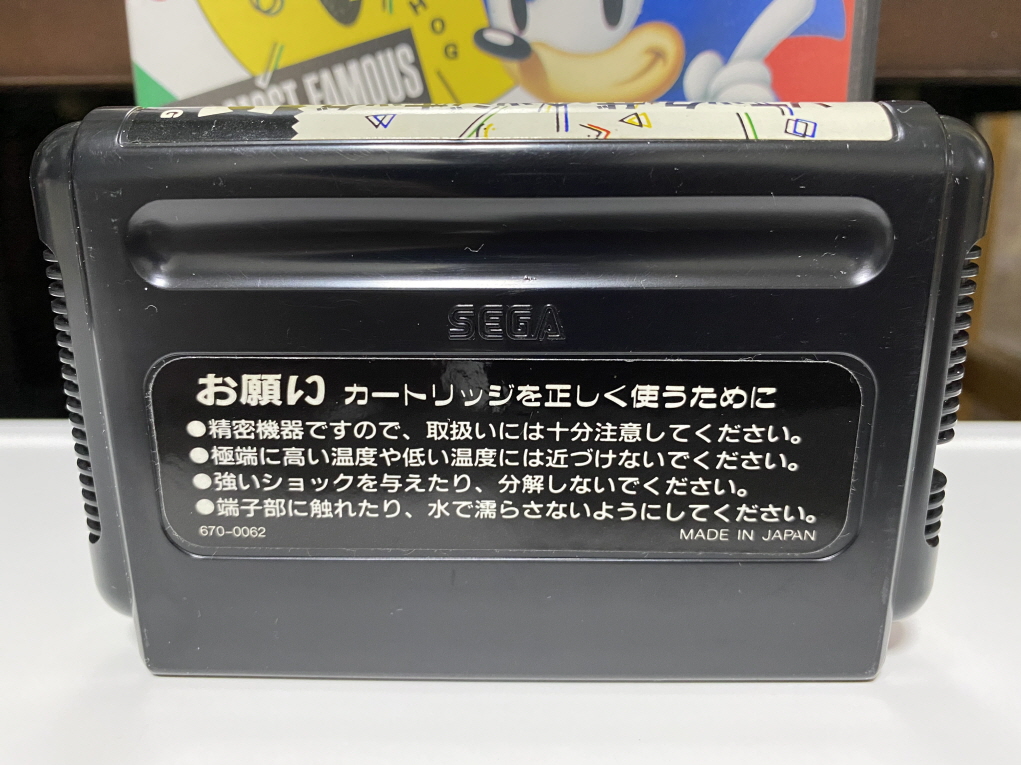 HOG
MOST FAMOUS
SEGA
お願い カートリッジを正しく使うために
●精密機器ですので、取扱いには十分注意してください。
●極端に高い温度や低い温度には近づけないでください。
●強いショックを与えたり、分解しないでください。
●端子部に触れたり、水で濡らさないようにしてください。
670-0062
MADE IN JAPAN